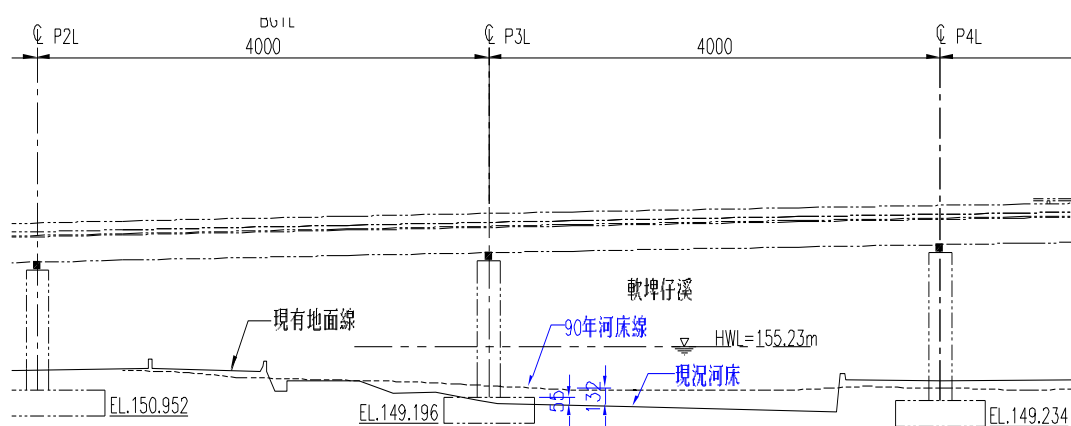 ℄ P2L
BGTL
4000
℄ P3L
4000
℄ P4L
軟埤仔溪
現有地面線
90年河床線
HWL=155.23m
現況河床
55
132
EL.150.952
EL.149.196
EL.149.234